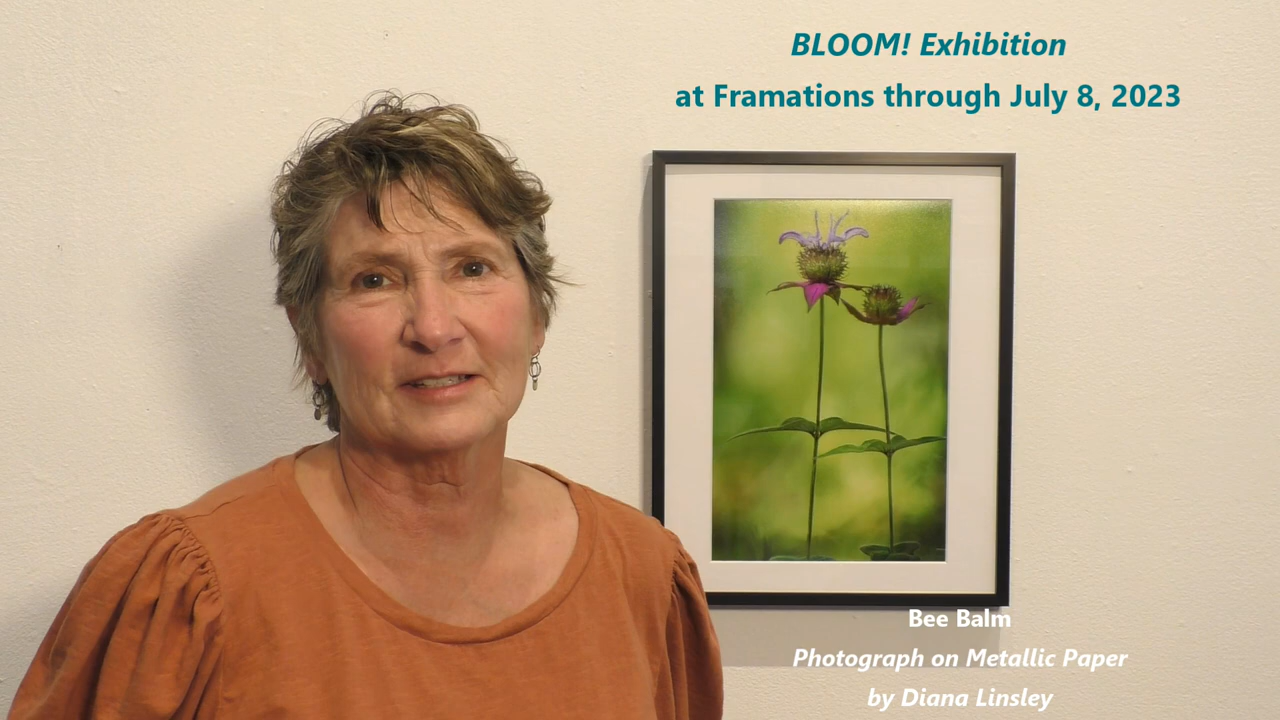 BLOOM! Exhibition
at Framations through July 8, 2023
Bee Balm
Photograph on Metallic Paper
by Diana Linsley